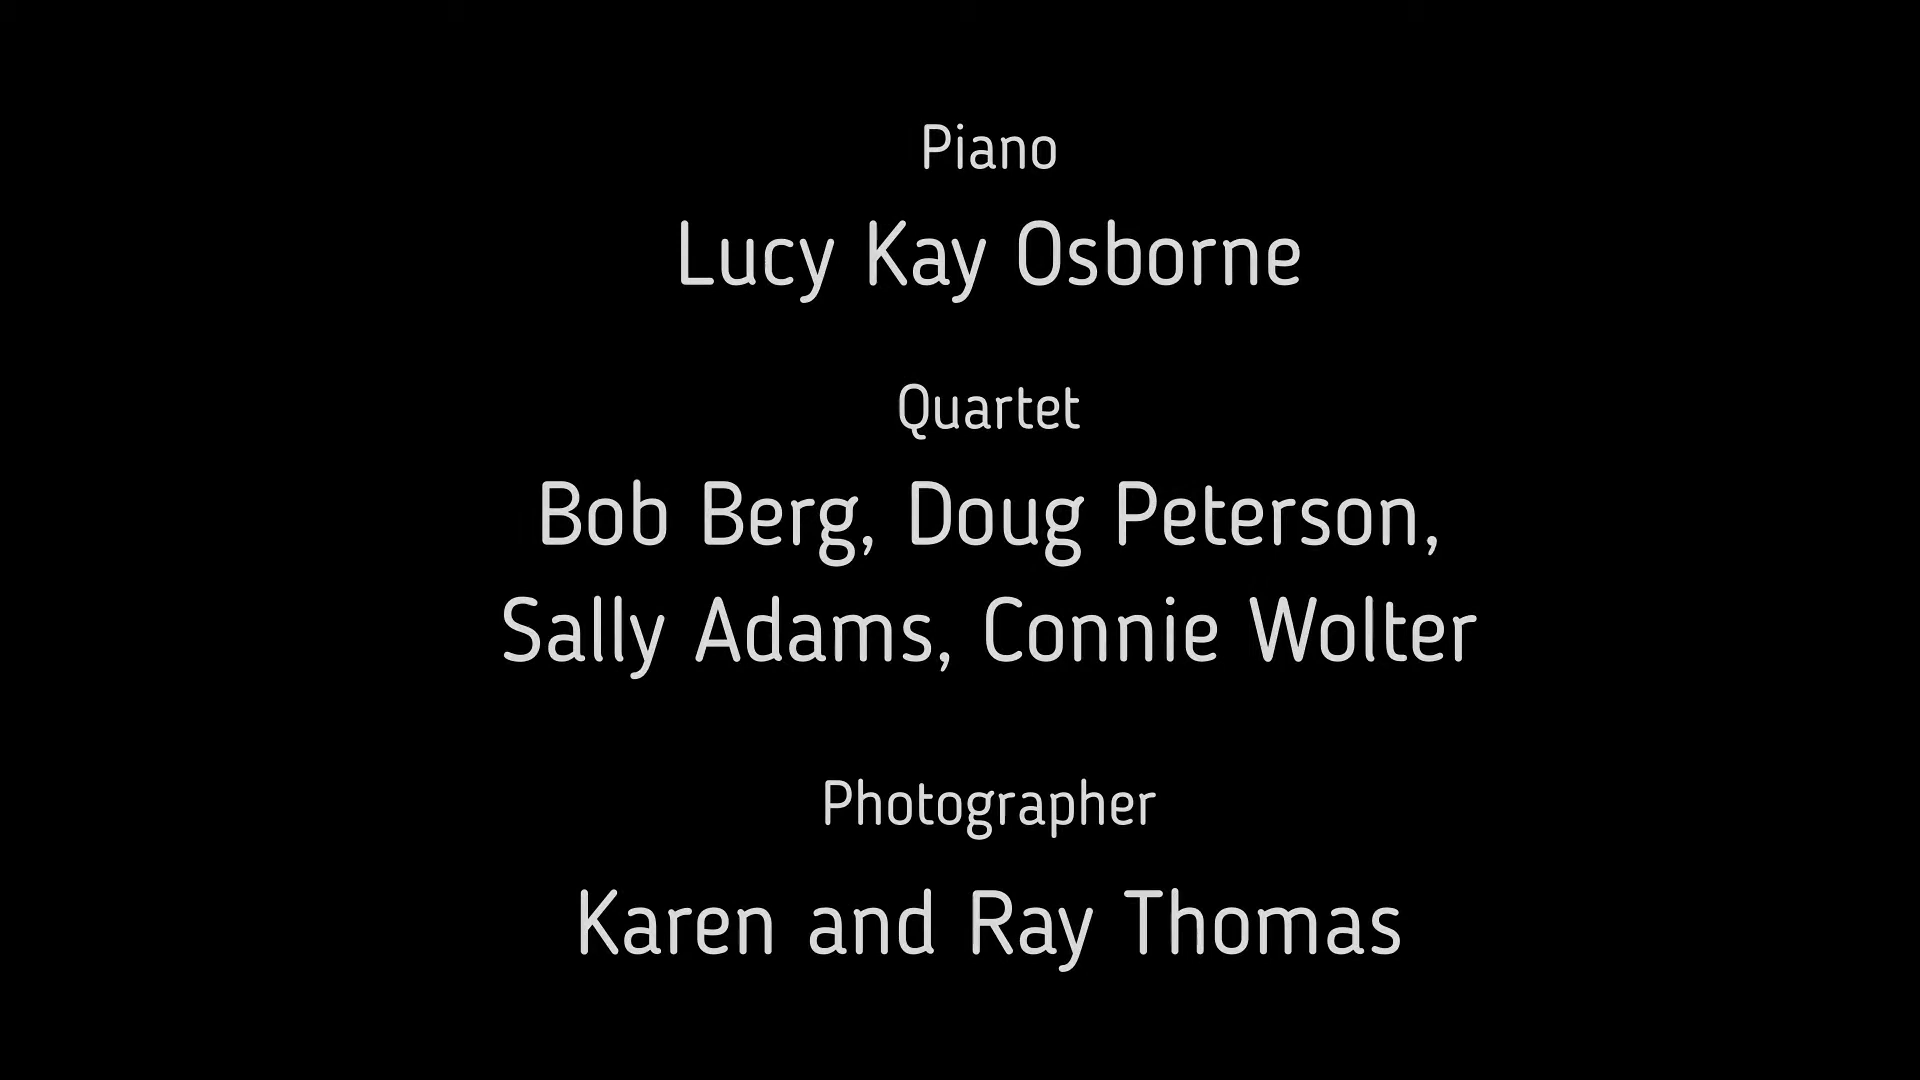 Piano
Lucy Kay Osborne
Quartet
Bob Berg, Doug Peterson,
Sally Adams, Connie Wolter
Photographer
Karen and Ray Thomas